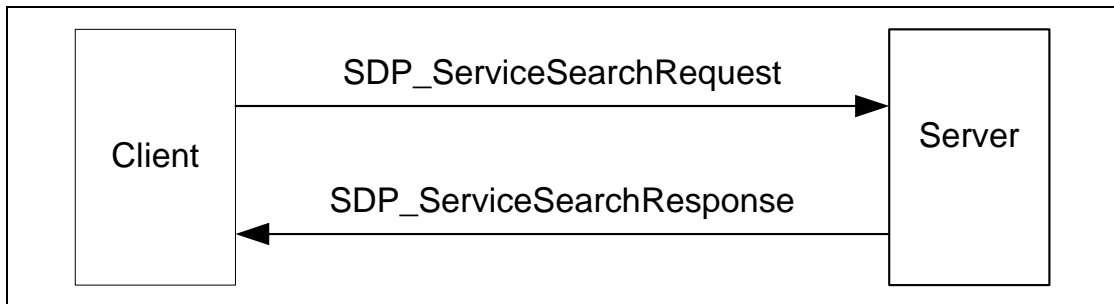 SDP_ServiceSearchRequest
Client
Server
SDP_ServiceSearchResponse